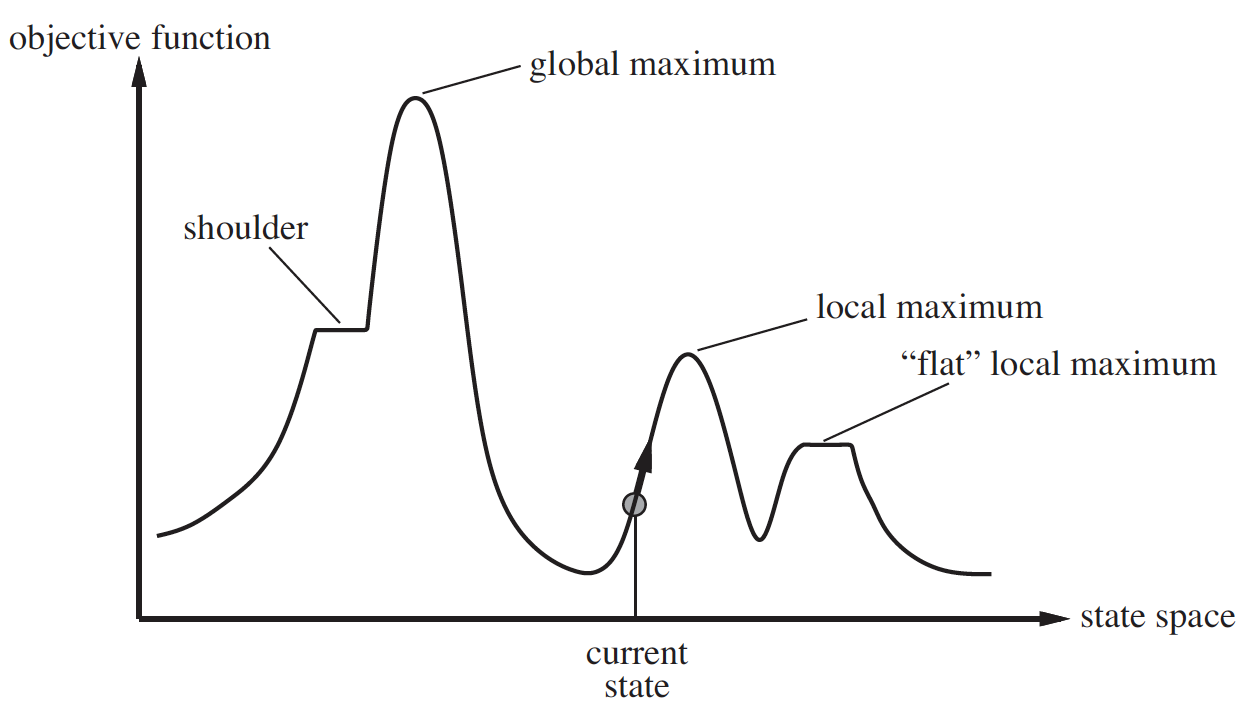 objective function
global maximum
shoulder
local maximum
“flat” local maximum
state space
current
state